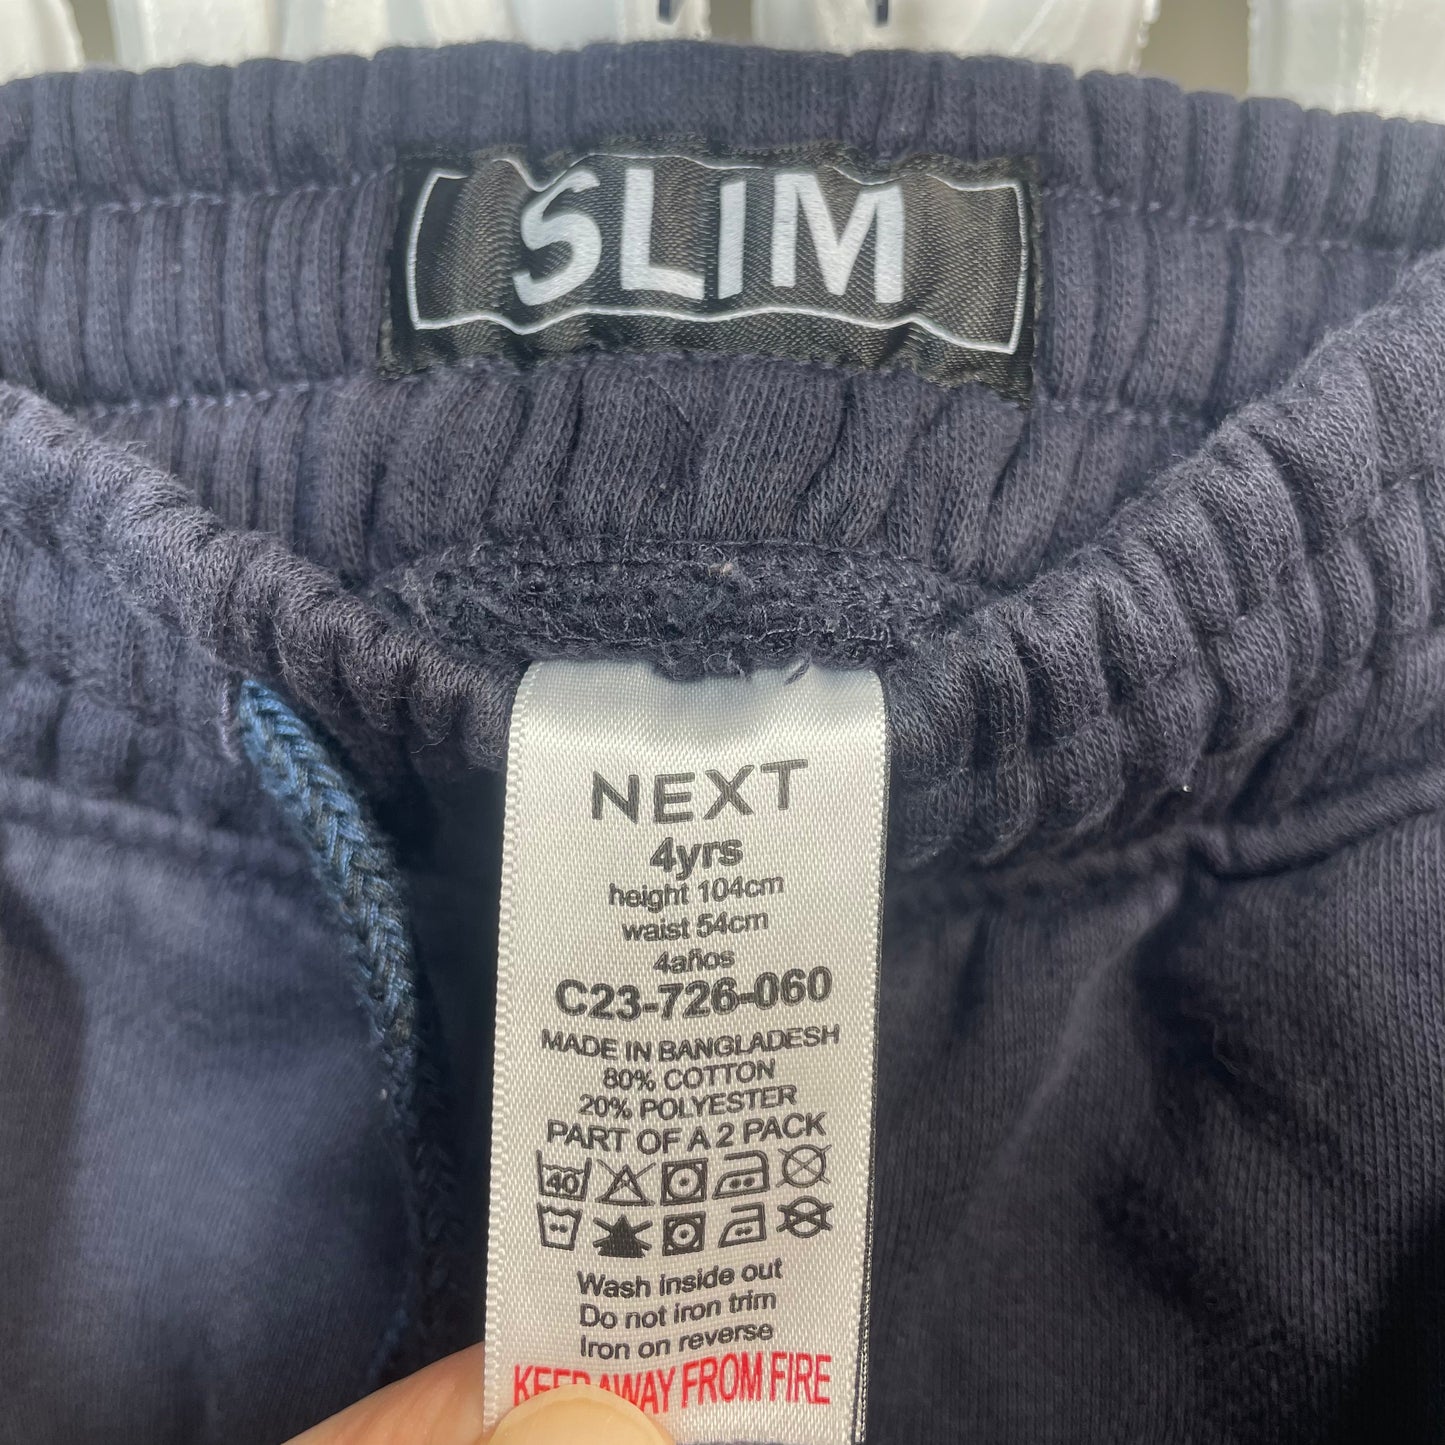 SLIM
NEXT
4yrs
height 104cm
waist 54cm
4años
C23-726-060
MADE IN BANGLADESH
80% COTTON
20% POLYESTER
PART OF A 2 PACK
40
Wash inside out
Do not iron trim
Iron on reverse
KEEP AWAY FROM FIRE